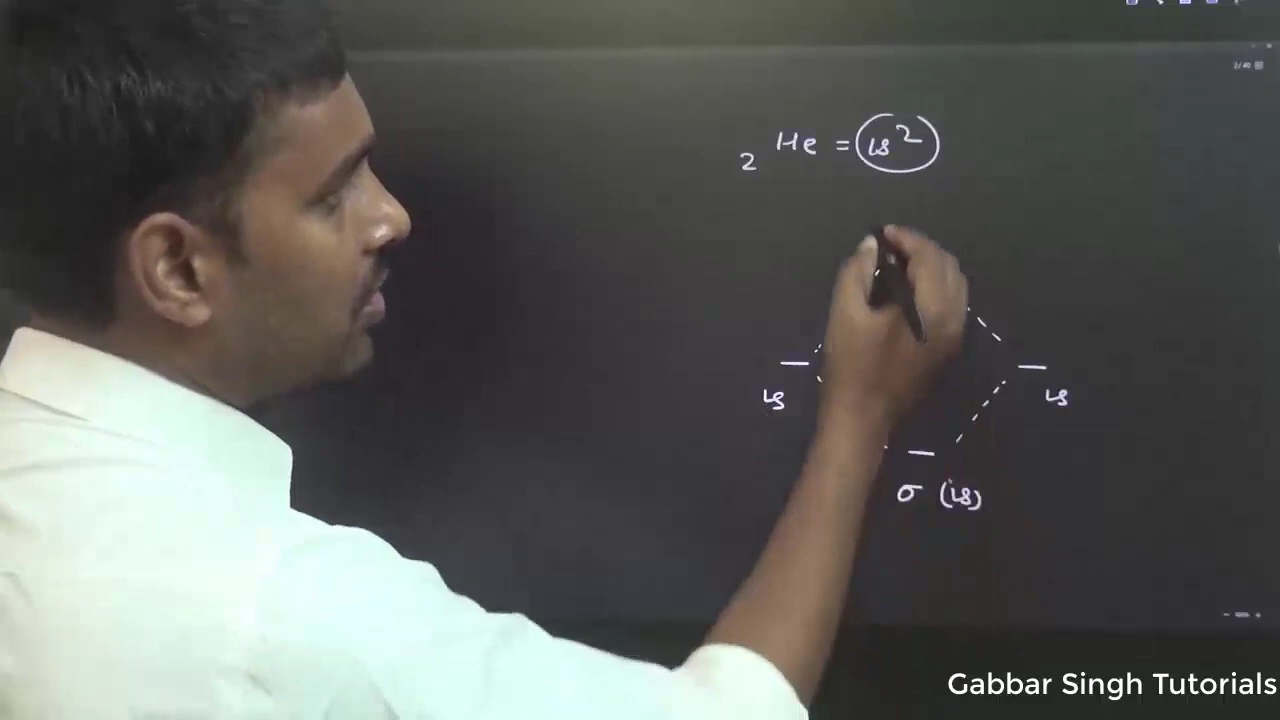 2 He = 1s²
1s 1s
σ (1s)
Gabbar Singh Tutorials